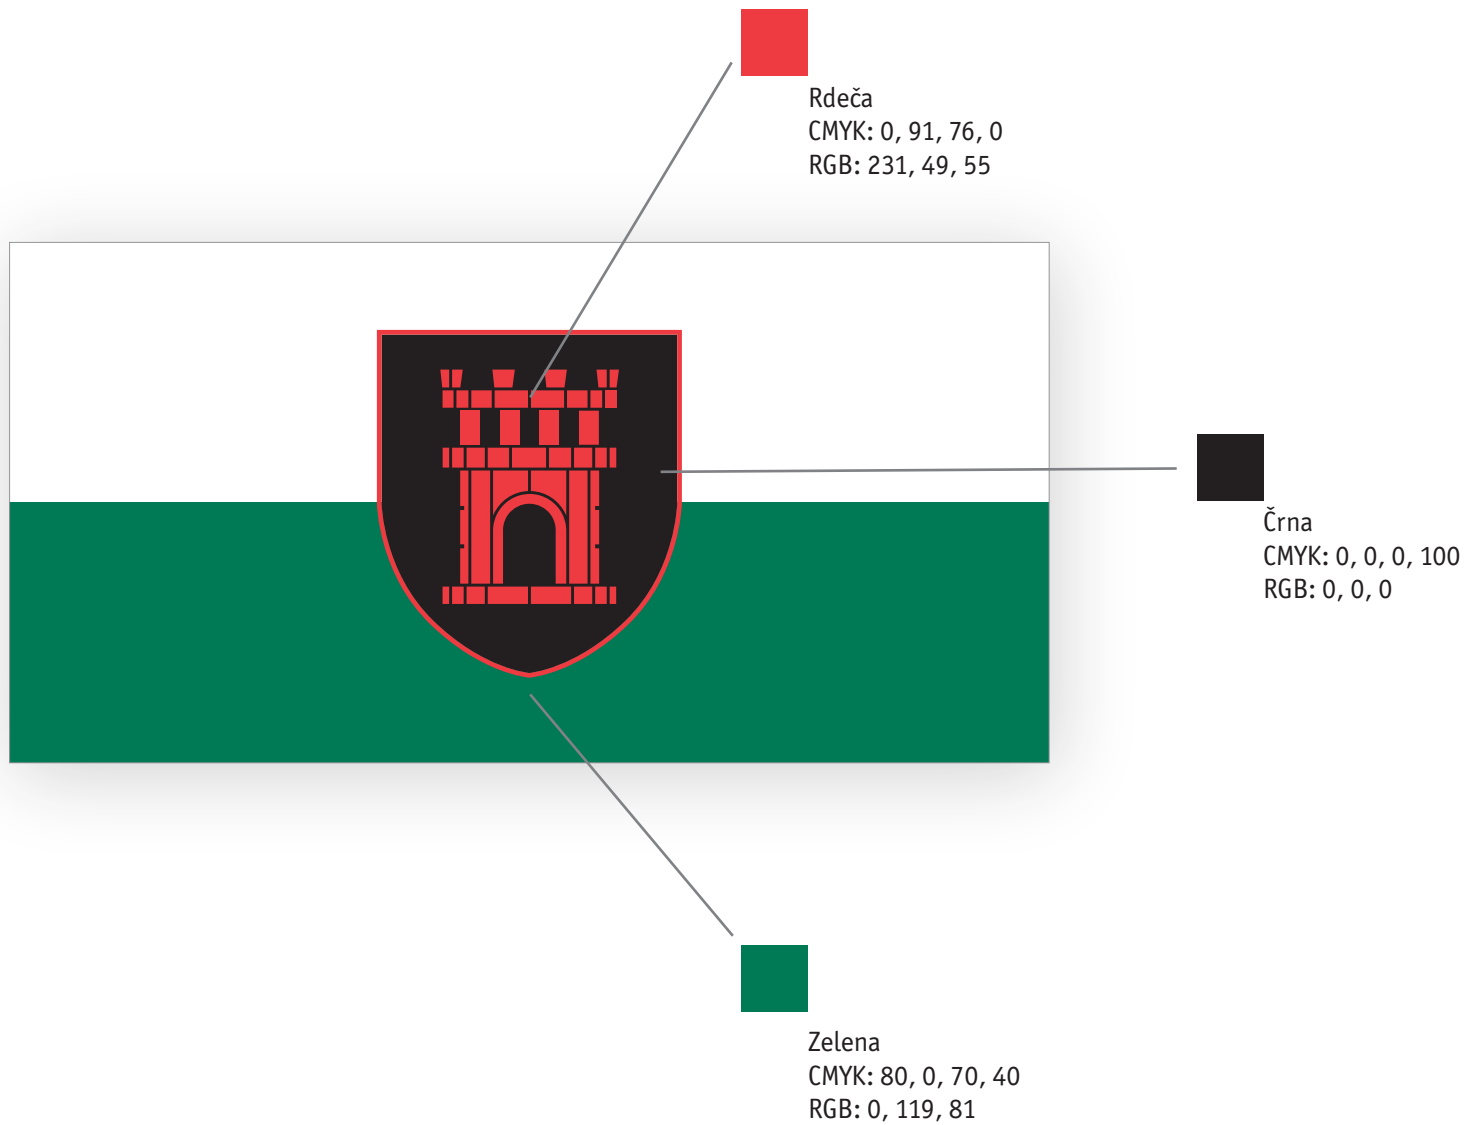 Rdeča
CMYK: 0, 91, 76, 0
RGB: 231, 49, 55
Črna
CMYK: 0, 0, 0, 100
RGB: 0, 0, 0
Zelena
CMYK: 80, 0, 70, 40
RGB: 0, 119, 81